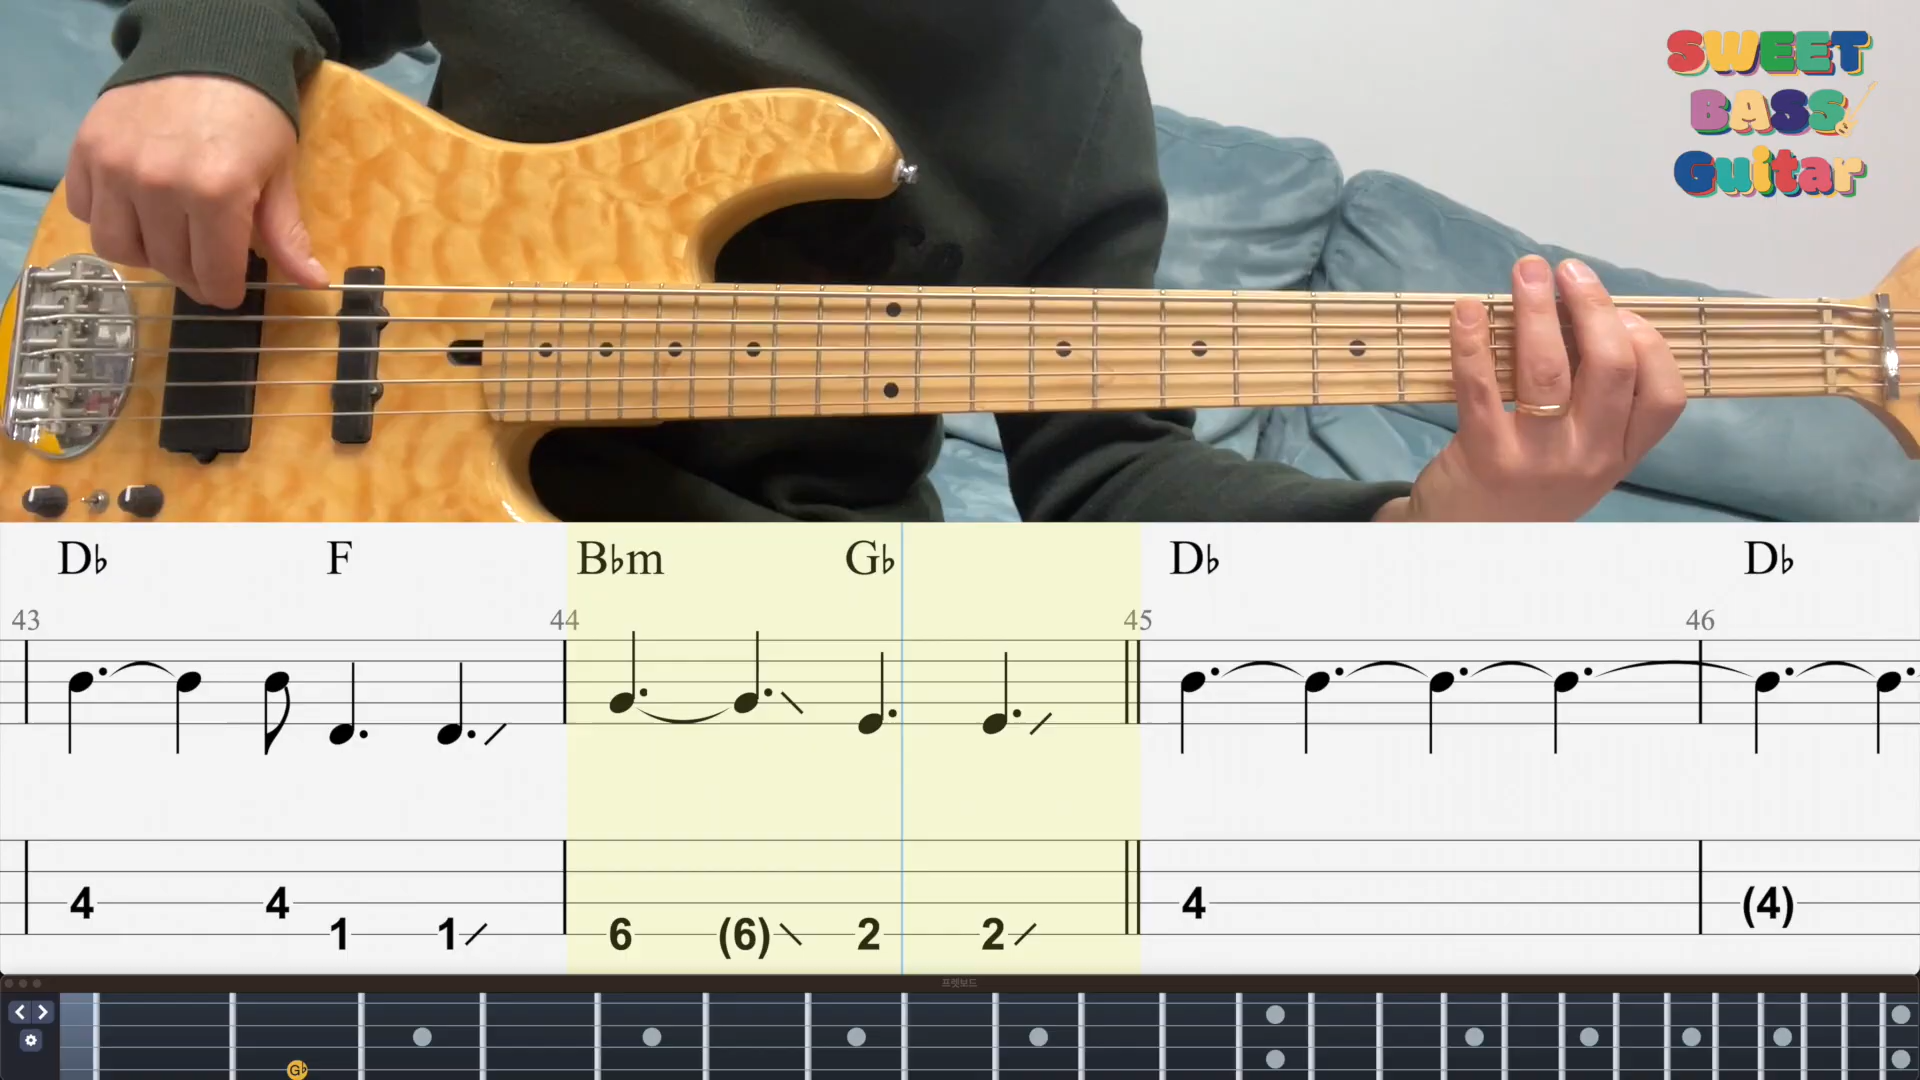 SWEET
BASS
Guitar
D♭ F B♭m G♭ D♭ D♭
43 44 45 46
4 4 1 1 6 (6) 2 2 4 (4)
프렛보드
G♭